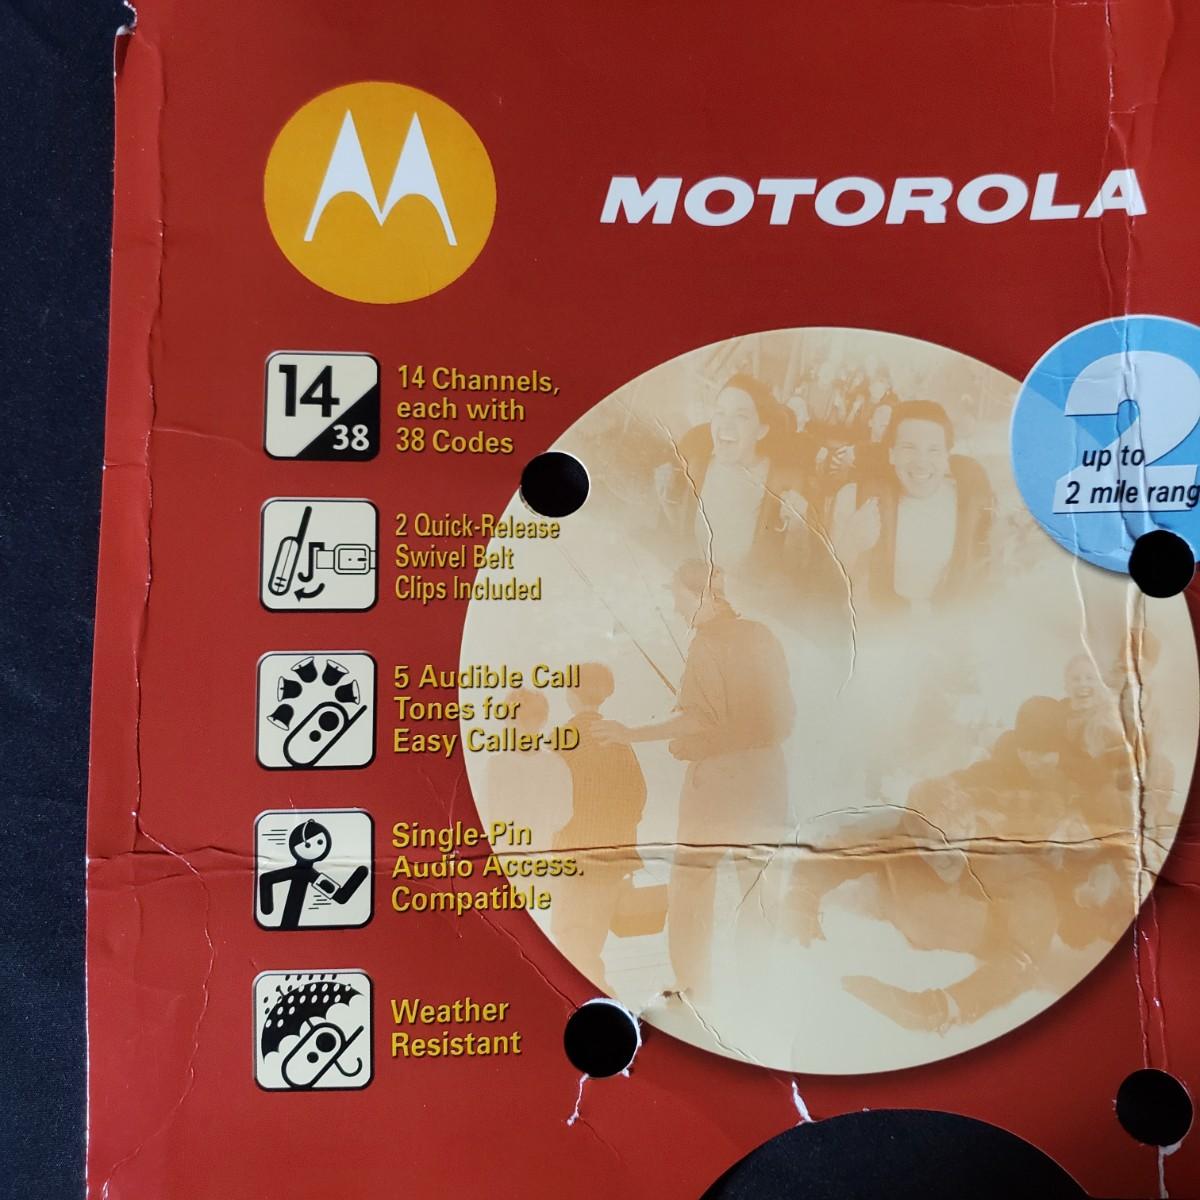 MOTOROLA
14
38
14 Channels,
each with
38 Codes
2
up to
2 mile rang
2 Quick-Release
Swivel Belt
Clips Included
5 Audible Call
Tones for
Easy Caller-ID
Single-Pin
Audio Access.
Compatible
Weather
Resistant